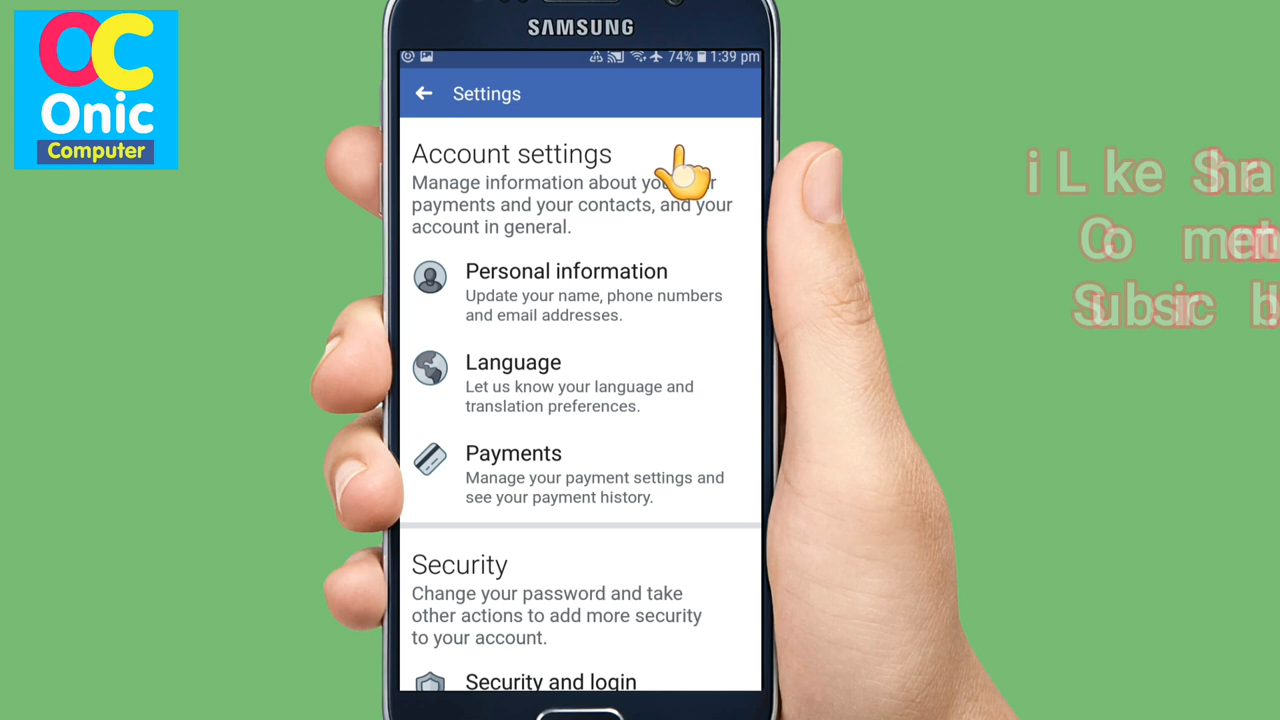 OC
Onic
Computer
SAMSUNG
74% 1:39 pm
Settings
Account settings
Manage information about
payments and your contacts, and your
account in general.
Personal information
Update your name, phone numbers
and email addresses.
Language
Let us know your language and
translation preferences.
Payments
Manage your payment settings and
see your payment history.
Security
Change your password and take
other actions to add more security
to your account.
Security and login